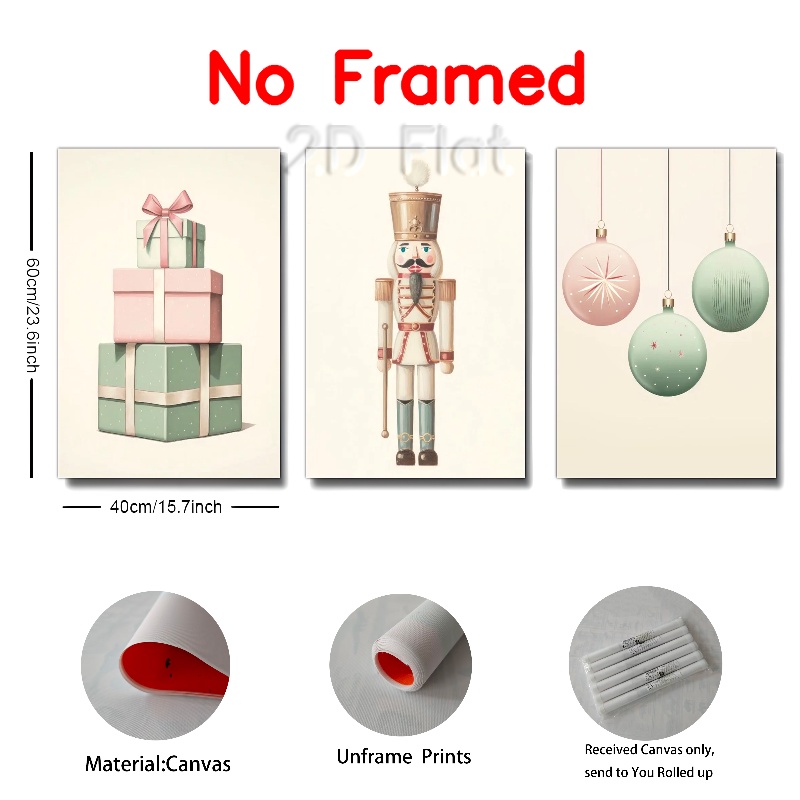 No Framed
2D Flat
60cm/23.6inch
40cm/15.7inch
Material:Canvas
Unframe Prints
Received Canvas only,
send to You Rolled up